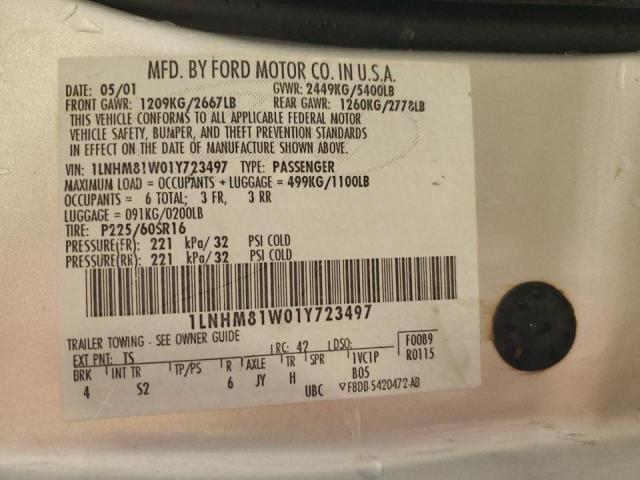 MFD. BY FORD MOTOR CO. IN U.S.A.
DATE: 05/01 GVWR: 2449KG/5400LB
FRONT GAWR: 1209KG/2667LB REAR GAWR: 1260KG/2778LB
THIS VEHICLE CONFORMS TO ALL APPLICABLE FEDERAL MOTOR
VEHICLE SAFETY, BUMPER, AND THEFT PREVENTION STANDARDS
IN EFFECT ON THE DATE OF MANUFACTURE SHOWN ABOVE.
VIN: 1LNHM81W01Y723497 TYPE: PASSENGER
MAXIMUM LOAD = OCCUPANTS + LUGGAGE = 499KG/1100LB
OCCUPANTS = 6 TOTAL; 3 FR, 3 RR
LUGGAGE = 091KG/0200LB
TIRE: P225/60SR16
PRESSURE(FR): 221 kPa/ 32 PSI COLD
PRESSURE(RR): 221 kPa/ 32 PSI COLD
1LNHM81W01Y723497
TRAILER TOWING - SEE OWNER GUIDE
EXT PNT: TS RC: 42 DSO: F0089
BRK INT TR TP/PS R AXLE TR SPR 1VC1P R0115
4 S2 6 JY H B05
UBC F8DB-5420472-AB